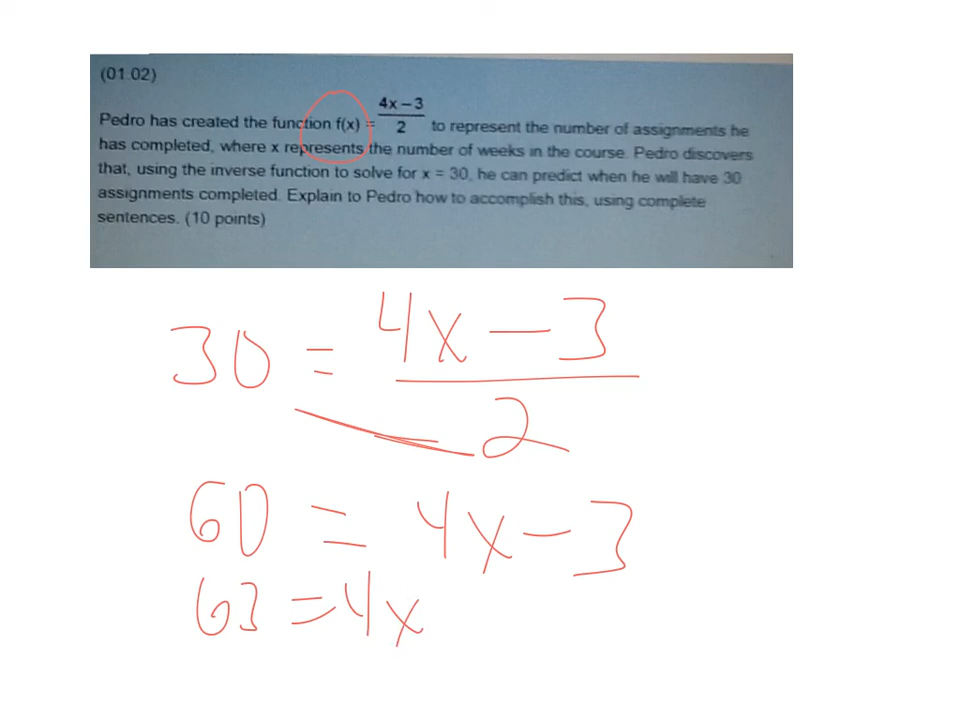 (01.02)
Pedro has created the function f(x) = 4x – 3 / 2 to represent the number of assignments he
has completed, where x represents the number of weeks in the course. Pedro discovers
that, using the inverse function to solve for x = 30, he can predict when he will have 30
assignments completed. Explain to Pedro how to accomplish this, using complete
sentences. (10 points)
30 = 4x – 3 / 2
60 = 4x – 3
63 = 4x